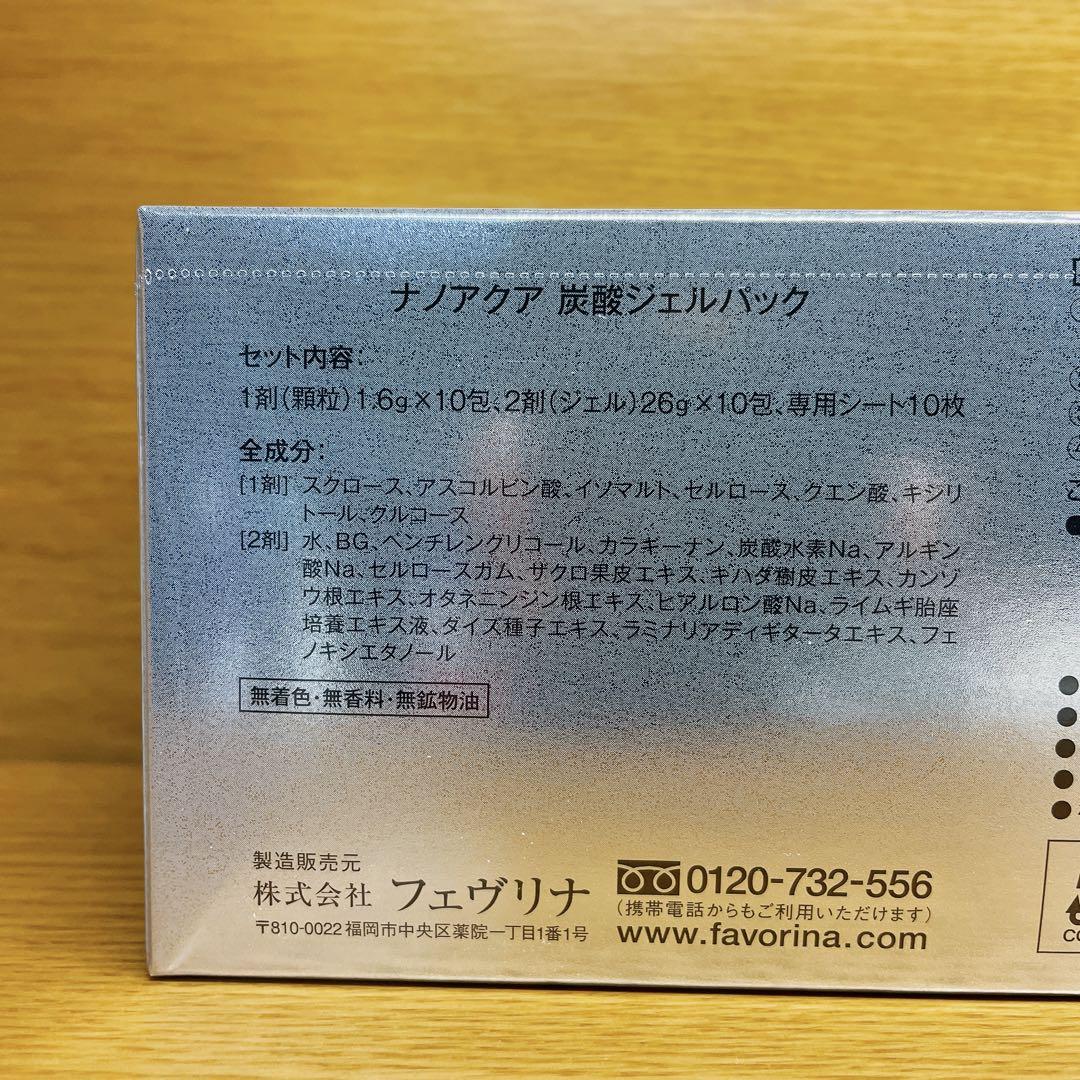 ナノアクア 炭酸ジェルパック
セット内容:
1剤(顆粒)1.6g×10包、2剤(ジェル)26g×10包、専用シート10枚
全成分:
[1剤] スクロース、アスコルビン酸、イソマルト、セルロース、クエン酸、キシリ
トール、グルコース
[2剤] 水、BG、ペンチレングリコール、カラギーナン、炭酸水素Na、アルギン
酸Na、セルロースガム、ザクロ果皮エキス、キハダ樹皮エキス、カンゾ
ウ根エキス、オタネニンジン根エキス、ヒアルロン酸Na、ライムギ胎座
培養エキス液、ダイズ種子エキス、ラミナリアディギタータエキス、フェ
ノキシエタノール
無着色・無香料・無鉱物油
製造販売元
株式会社 フェヴリナ
〒810-0022 福岡市中央区薬院一丁目1番1号
0120-732-556
(携帯電話からもご利用いただけます)
www.favorina.com